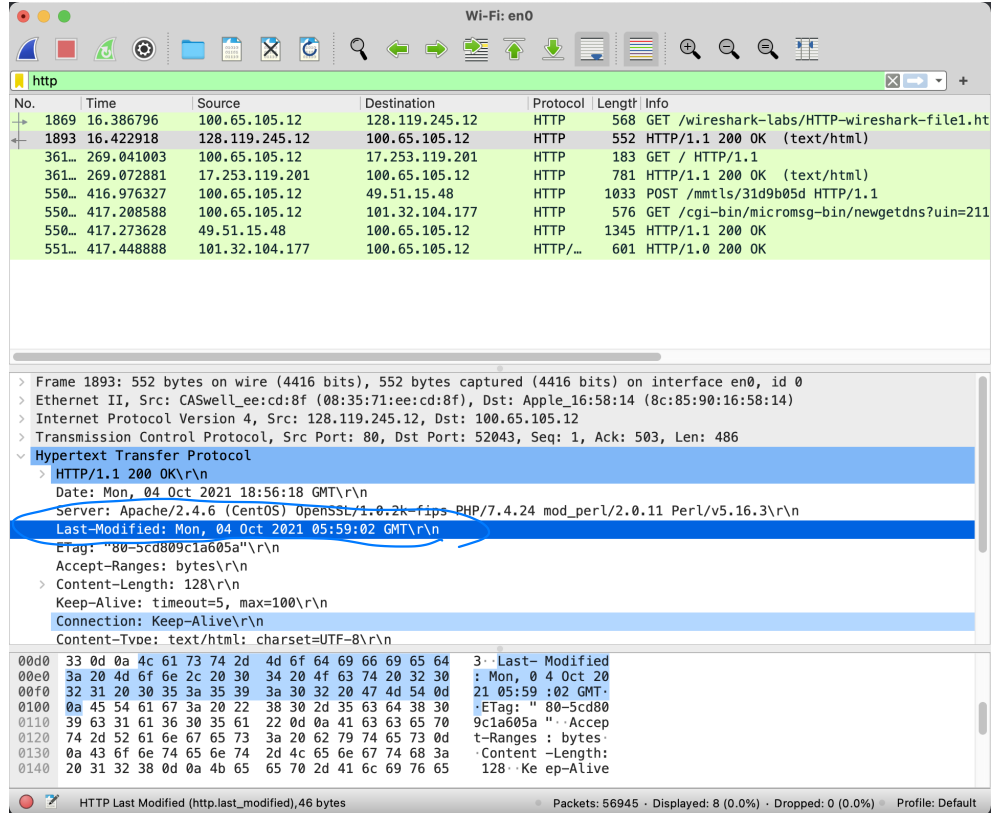 Wi-Fi: en0
http
No. Time Source Destination Protocol Length Info
1869 16.386796 100.65.105.12 128.119.245.12 HTTP 568 GET /wireshark-labs/HTTP-wireshark-file1.ht
1893 16.422918 128.119.245.12 100.65.105.12 HTTP 552 HTTP/1.1 200 OK (text/html)
361… 269.041003 100.65.105.12 17.253.119.201 HTTP 183 GET / HTTP/1.1
361… 269.072881 17.253.119.201 100.65.105.12 HTTP 781 HTTP/1.1 200 OK (text/html)
550… 416.976327 100.65.105.12 49.51.15.48 HTTP 1033 POST /mmtls/31d9b05d HTTP/1.1
550… 417.208588 100.65.105.12 101.32.104.177 HTTP 576 GET /cgi-bin/micromsg-bin/newgetdns?uin=211
550… 417.273628 49.51.15.48 100.65.105.12 HTTP 1345 HTTP/1.1 200 OK
551… 417.448888 101.32.104.177 100.65.105.12 HTTP/… 601 HTTP/1.0 200 OK
Frame 1893: 552 bytes on wire (4416 bits), 552 bytes captured (4416 bits) on interface en0, id 0
Ethernet II, Src: CASwell_ee:cd:8f (08:35:71:ee:cd:8f), Dst: Apple_16:58:14 (8c:85:90:16:58:14)
Internet Protocol Version 4, Src: 128.119.245.12, Dst: 100.65.105.12
Transmission Control Protocol, Src Port: 80, Dst Port: 52043, Seq: 1, Ack: 503, Len: 486
Hypertext Transfer Protocol
HTTP/1.1 200 OK\r\n
Date: Mon, 04 Oct 2021 18:56:18 GMT\r\n
Server: Apache/2.4.6 (CentOS) OpenSSL/1.0.2k-fips PHP/7.4.24 mod_perl/2.0.11 Perl/v5.16.3\r\n
Last-Modified: Mon, 04 Oct 2021 05:59:02 GMT\r\n
ETag: "80-5cd809c1a605a"\r\n
Accept-Ranges: bytes\r\n
Content-Length: 128\r\n
Keep-Alive: timeout=5, max=100\r\n
Connection: Keep-Alive\r\n
Content-Type: text/html; charset=UTF-8\r\n
00d0 33 0d 0a 4c 61 73 74 2d 4d 6f 64 69 66 69 65 64 3··Last- Modified
00e0 3a 20 4d 6f 6e 2c 20 30 34 20 4f 63 74 20 32 30 : Mon, 0 4 Oct 20
00f0 32 31 20 30 35 3a 35 39 3a 30 32 20 47 4d 54 0d 21 05:59 :02 GMT·
0100 0a 45 54 61 67 3a 20 22 38 30 2d 35 63 64 38 30 ·ETag: " 80-5cd80
0110 39 63 31 61 36 30 35 61 22 0d 0a 41 63 63 65 70 9c1a605a "··Accep
0120 74 2d 52 61 6e 67 65 73 3a 20 62 79 74 65 73 0d t-Ranges : bytes·
0130 0a 43 6f 6e 74 65 6e 74 2d 4c 65 6e 67 74 68 3a ·Content -Length:
0140 20 31 32 38 0d 0a 4b 65 65 70 2d 41 6c 69 76 65 128··Ke ep-Alive
HTTP Last Modified (http.last_modified), 46 bytes Packets: 56945 · Displayed: 8 (0.0%) · Dropped: 0 (0.0%) Profile: Default